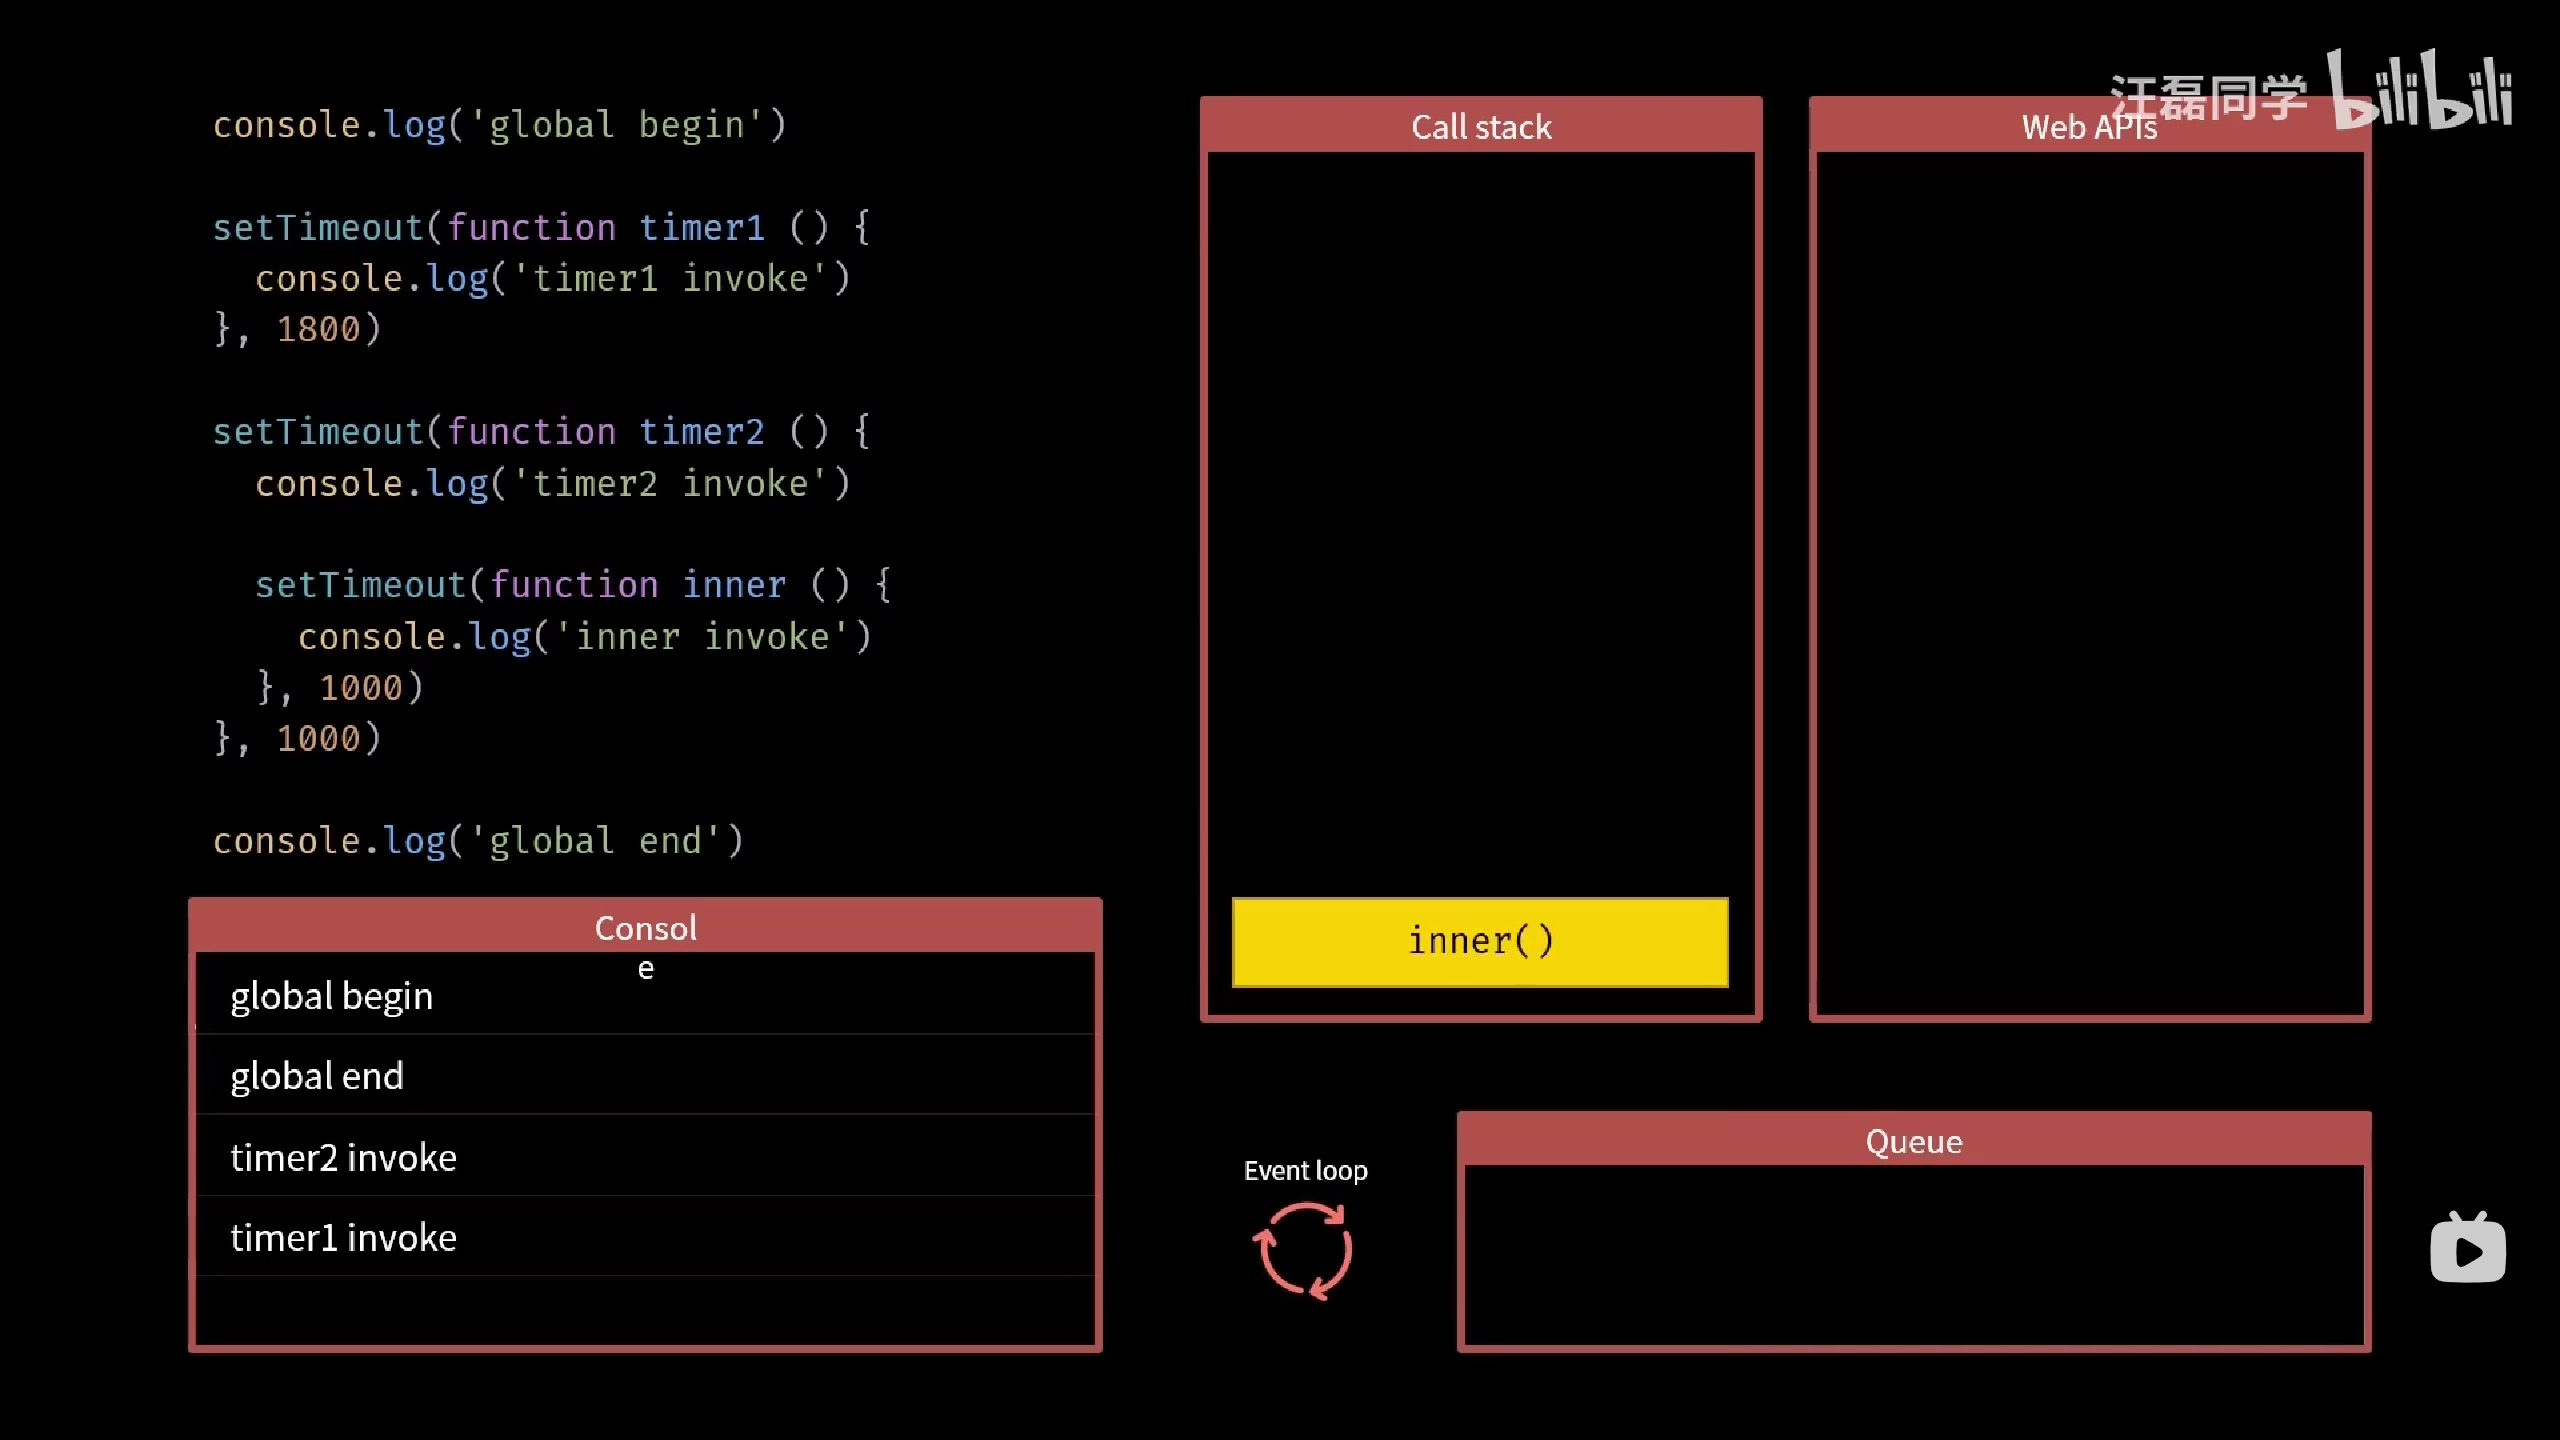 汪磊同学 bilibili
console.log('global begin')
setTimeout(function timer1 () {
console.log('timer1 invoke')
}, 1800)
setTimeout(function timer2 () {
console.log('timer2 invoke')
setTimeout(function inner () {
console.log('inner invoke')
}, 1000)
}, 1000)
console.log('global end')
Consol
e
global begin
global end
timer2 invoke
timer1 invoke
Call stack
inner()
Web APIs
Event loop
Queue